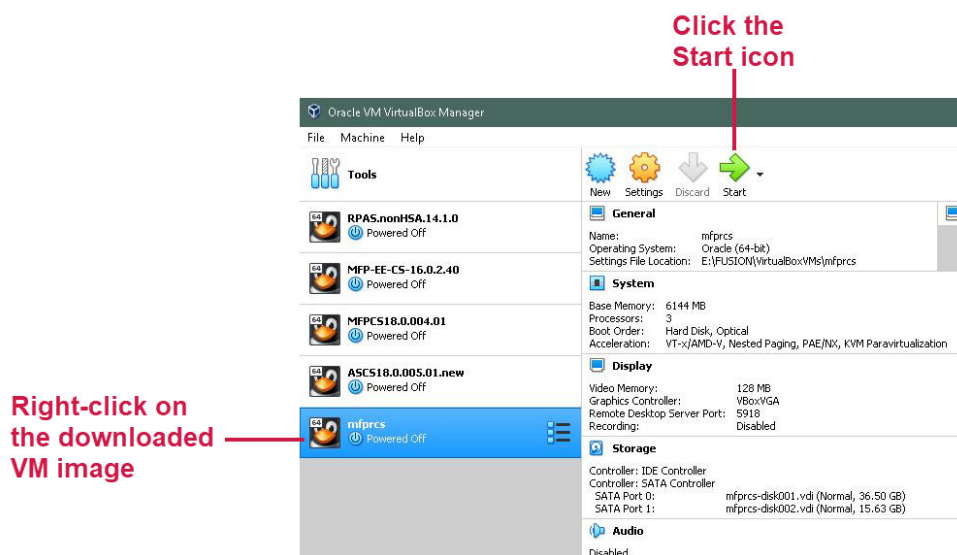 Click the
Start icon
Oracle VM VirtualBox Manager
File Machine Help
Tools
New Settings Discard Start
RPAS.nonHSA.14.1.0
Powered Off
MFP-EE-CS-16.0.2.40
Powered Off
MFPCS18.0.004.01
Powered Off
ASCS18.0.005.01.new
Powered Off
Right-click on
the downloaded
VM image
mfprcs
Powered Off
64
64
64
64
64
General
Name: mfprcs
Operating System: Oracle (64-bit)
Settings File Location: E:\FUSION\VirtualBoxVMs\mfprcs
System
Base Memory: 6144 MB
Processors: 3
Boot Order: Hard Disk, Optical
Acceleration: VT-x/AMD-V, Nested Paging, PAE/NX, KVM Paravirtualization
Display
Video Memory: 128 MB
Graphics Controller: VBoxVGA
Remote Desktop Server Port: 5918
Recording: Disabled
Storage
Controller: IDE Controller
Controller: SATA Controller
SATA Port 0: mfprcs-disk001.vdi (Normal, 36.50 GB)
SATA Port 1: mfprcs-disk002.vdi (Normal, 15.63 GB)
Audio
Disabled